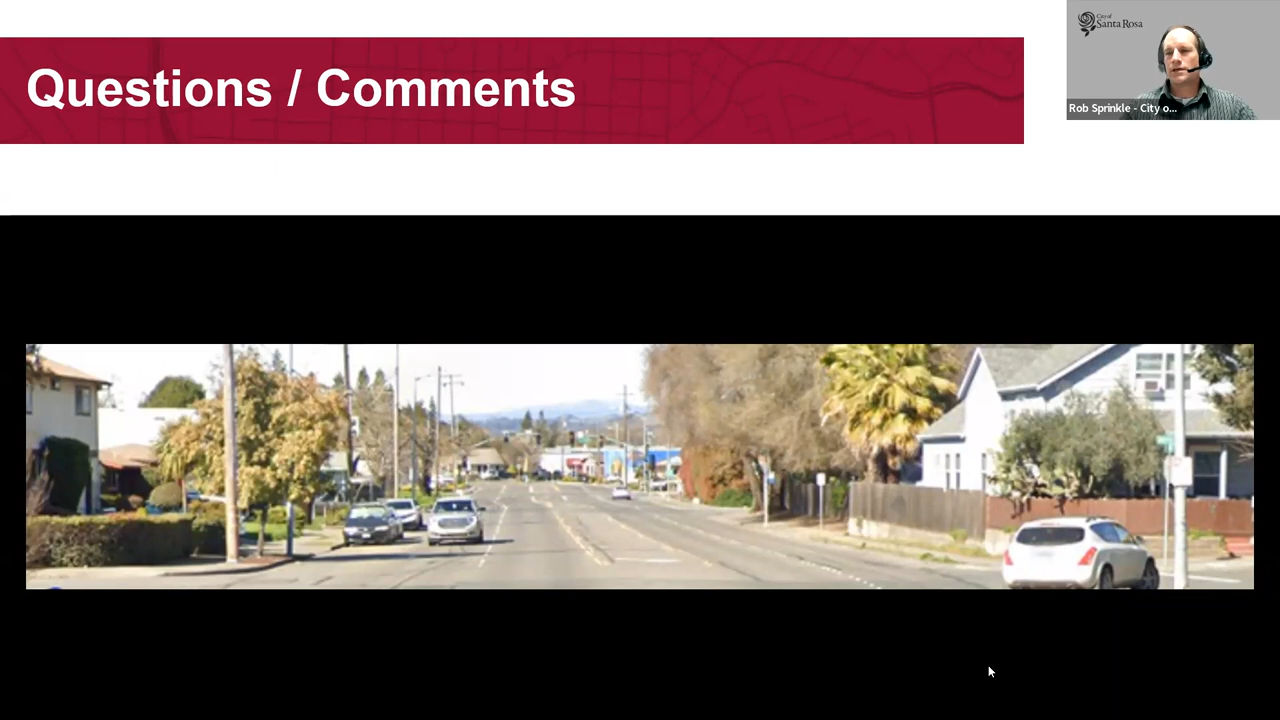 Questions / Comments
City of
Santa Rosa
Rob Sprinkle - City o...